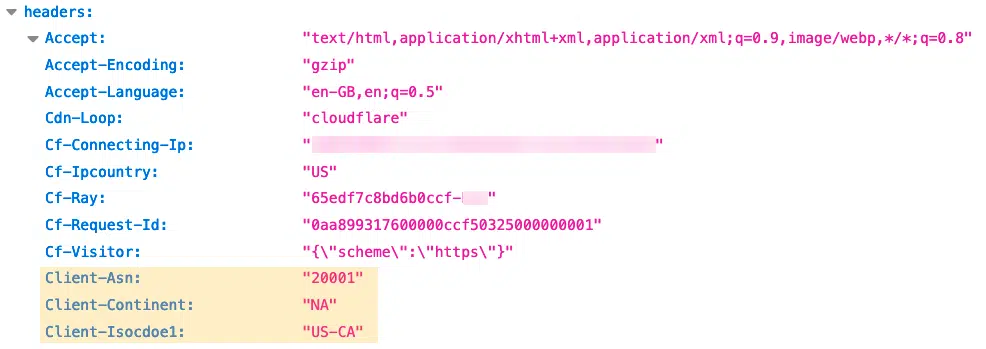 headers:
Accept: "text/html,application/xhtml+xml,application/xml;q=0.9,image/webp,*/*;q=0.8"
Accept-Encoding: "gzip"
Accept-Language: "en-GB,en;q=0.5"
Cdn-Loop: "cloudflare"
Cf-Connecting-Ip: " "
Cf-Ipcountry: "US"
Cf-Ray: "65edf7c8bd6b0ccf- "
Cf-Request-Id: "0aa899317600000ccf50325000000001"
Cf-Visitor: "{\"scheme\":\"https\"}"
Client-Asn: "20001"
Client-Continent: "NA"
Client-Isocdoe1: "US-CA"